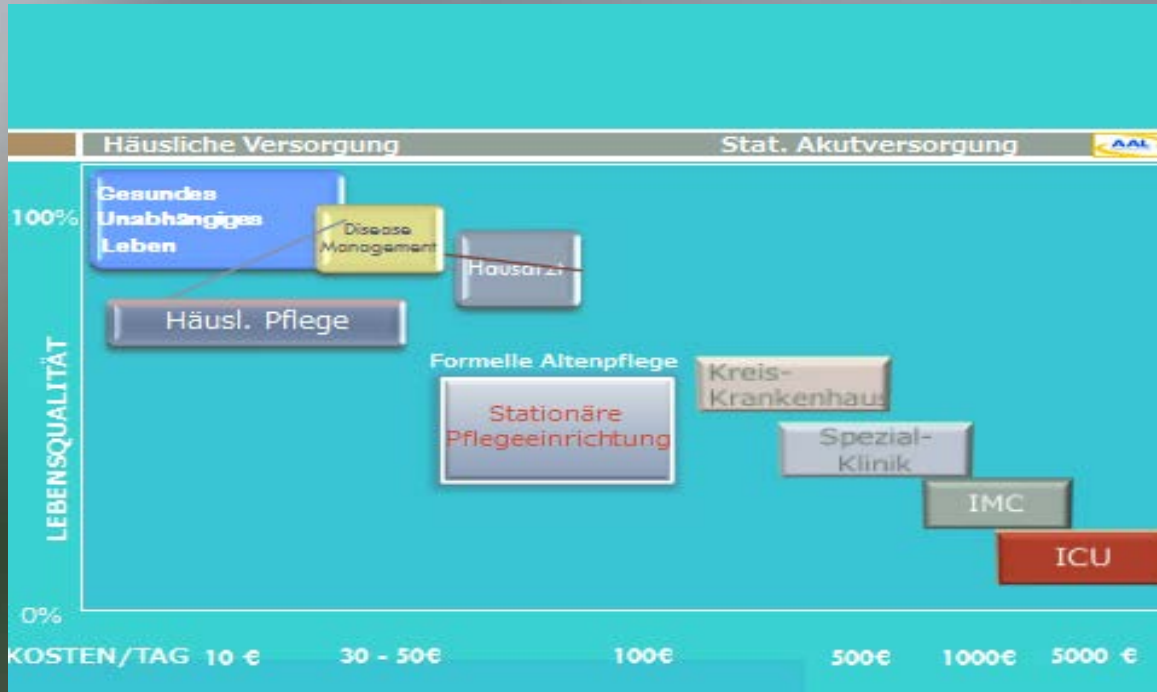 Häusliche Versorgung
Stat. Akutversorgung
AAL
100%
Gesundes
Unabhängiges
Leben
Disease
Management
Hausarzt
Häusl. Pflege
Formelle Altenpflege
Stationäre
Pflegeeinrichtung
Kreis-
Krankenhaus
Spezial-
Klinik
IMC
ICU
LEBENSQUALITÄT
0%
KOSTEN/TAG 10 € 30 - 50€ 100€ 500€ 1000€ 5000 €